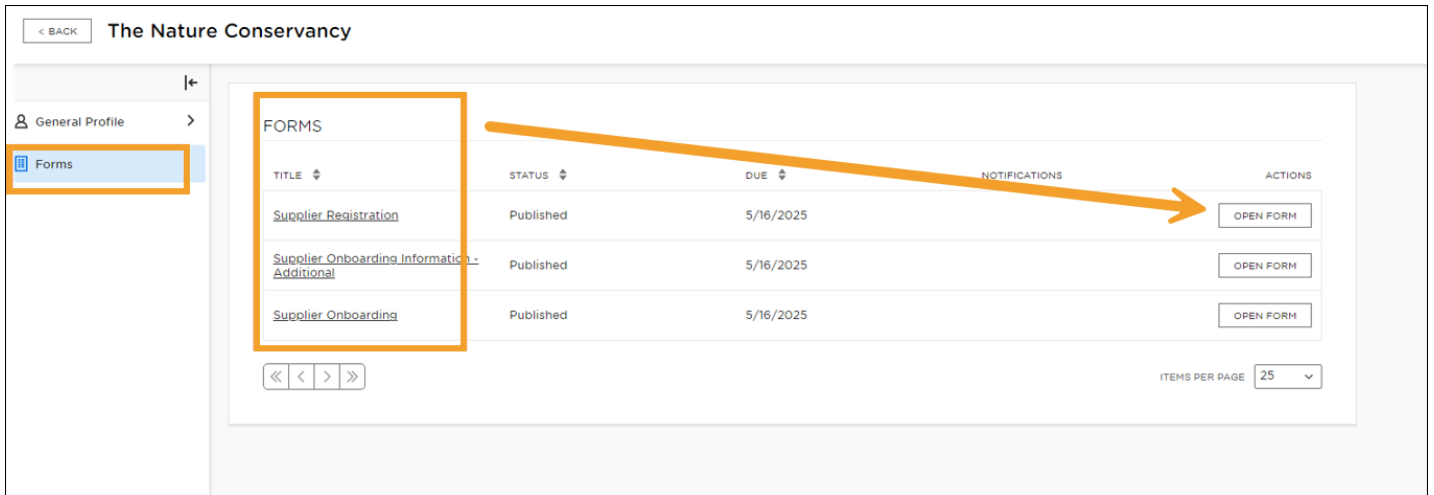 < BACK The Nature Conservancy
General Profile
Forms
FORMS
TITLE STATUS DUE NOTIFICATIONS ACTIONS
Supplier Registration Published 5/16/2025 OPEN FORM
Supplier Onboarding Information -
Additional Published 5/16/2025 OPEN FORM
Supplier Onboarding Published 5/16/2025 OPEN FORM
ITEMS PER PAGE 25